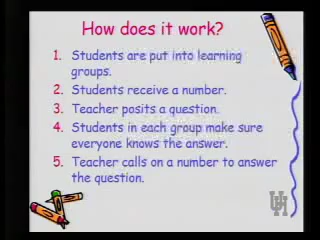 How does it work?
1. Students are put into learning
groups.
2. Students receive a number.
3. Teacher posits a question.
4. Students in each group make sure
everyone knows the answer.
5. Teacher calls on a number to answer
the question.
UH